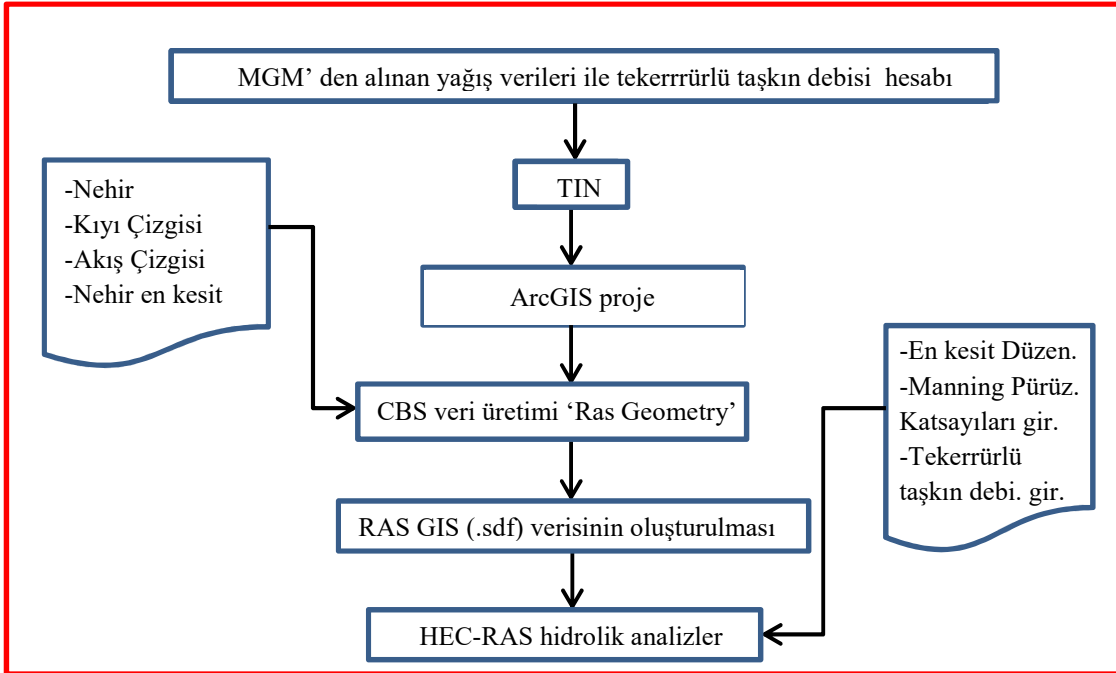 MGM' den alınan yağış verileri ile tekerrrürlü taşkın debisi hesabı
TIN
-Nehir
-Kıyı Çizgisi
-Akış Çizgisi
-Nehir en kesit
ArcGIS proje
CBS veri üretimi ‘Ras Geometry’
-En kesit Düzen.
-Manning Pürüz.
Katsayıları gir.
-Tekerrürlü
taşkın debi. gir.
RAS GIS (.sdf) verisinin oluşturulması
HEC-RAS hidrolik analizler